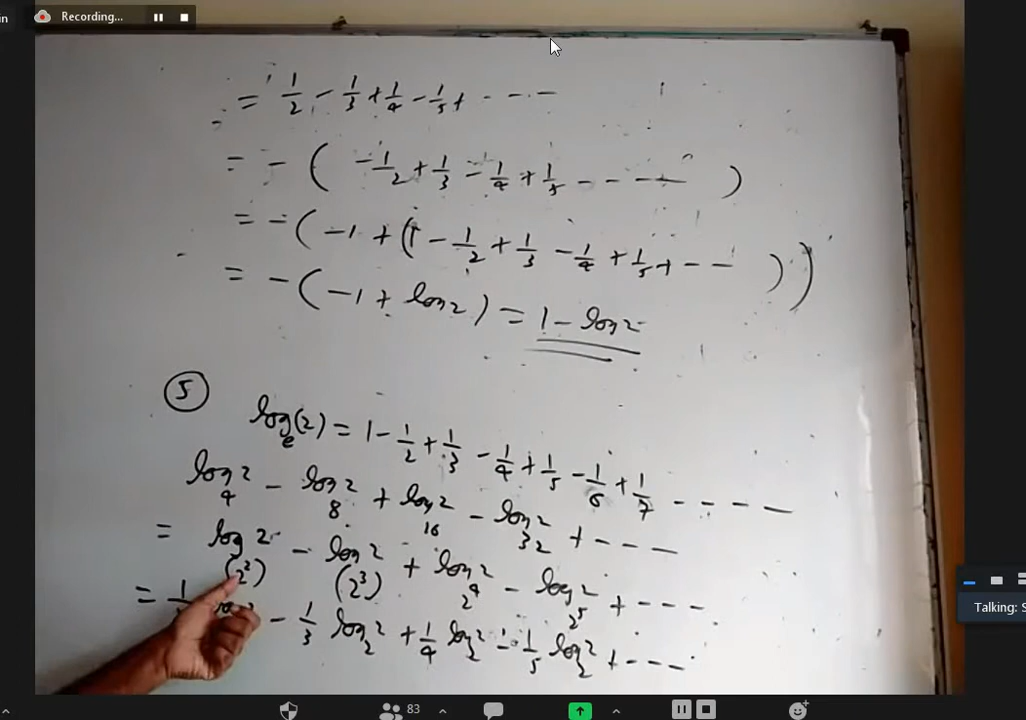 Recording...
= 1/2 - 1/3 + 1/4 - 1/5 + - - - -
= - ( -1/2 + 1/3 - 1/4 + 1/5 - - - - - )
= - ( -1 + ( 1 - 1/2 + 1/3 - 1/4 + 1/5 + - - - ) )
= - ( -1 + log 2 ) = 1 - log 2
5
log_e (2) = 1 - 1/2 + 1/3 - 1/4 + 1/5 - 1/6 + 1/7 - - - - -
log_4 2 - log_8 2 + log_16 2 - log_32 2 + - - - -
= log_(2^2) 2 - log_(2^3) 2 + log_2^4 2 - log_2^5 2 + - - - -
= 1 - 1/3 log_2 2 + 1/4 log_2 2 - 1/5 log_2 2 + - - - -
Talking: S
83